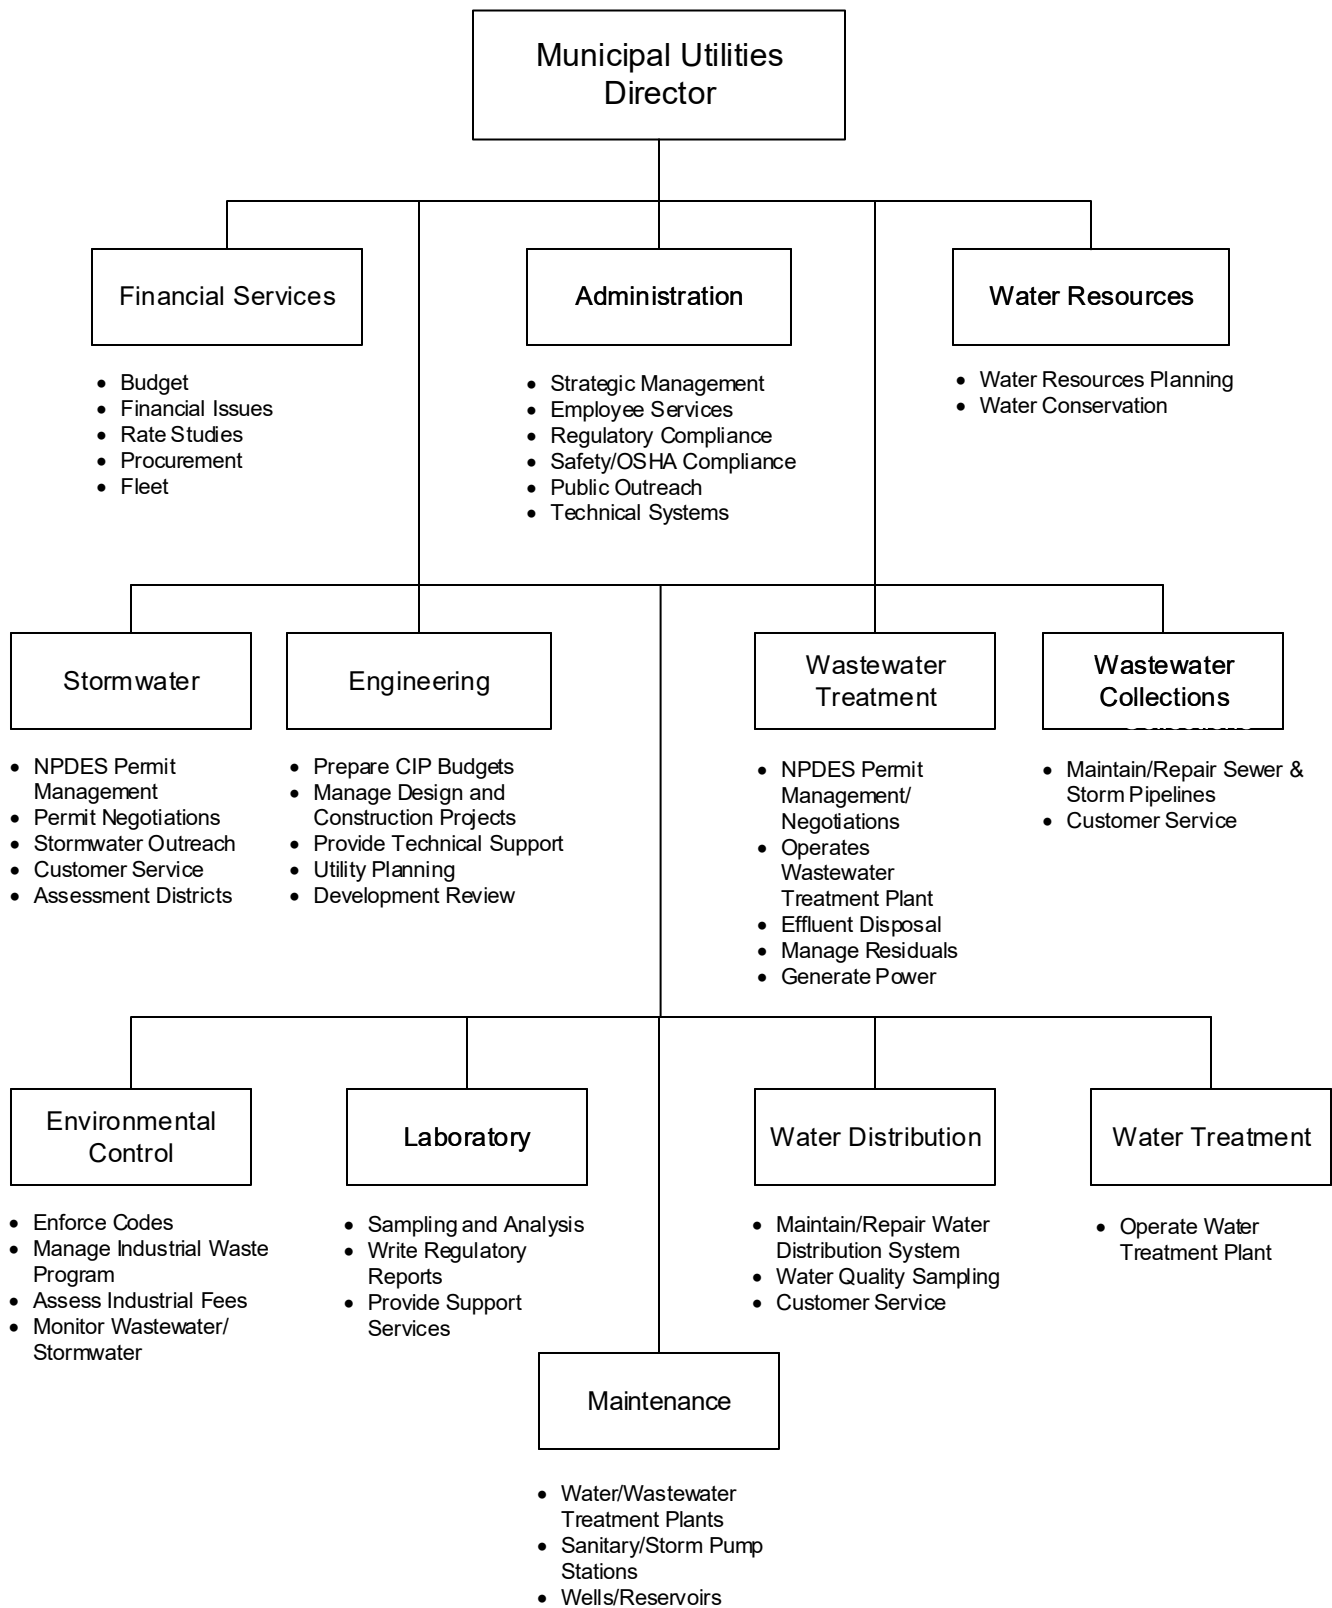 Municipal Utilities
Director
Financial Services
• Budget
• Financial Issues
• Rate Studies
• Procurement
• Fleet
Administration
• Strategic Management
• Employee Services
• Regulatory Compliance
• Safety/OSHA Compliance
• Public Outreach
• Technical Systems
Water Resources
• Water Resources Planning
• Water Conservation
Stormwater
• NPDES Permit
Management
• Permit Negotiations
• Stormwater Outreach
• Customer Service
• Assessment Districts
Engineering
• Prepare CIP Budgets
• Manage Design and
Construction Projects
• Provide Technical Support
• Utility Planning
• Development Review
Wastewater
Treatment
• NPDES Permit
Management/
Negotiations
• Operates
Wastewater
Treatment Plant
• Effluent Disposal
• Manage Residuals
• Generate Power
Wastewater
Collections
• Maintain/Repair Sewer &
Storm Pipelines
• Customer Service
Environmental
Control
• Enforce Codes
• Manage Industrial Waste
Program
• Assess Industrial Fees
• Monitor Wastewater/
Stormwater
Laboratory
• Sampling and Analysis
• Write Regulatory
Reports
• Provide Support
Services
Water Distribution
• Maintain/Repair Water
Distribution System
• Water Quality Sampling
• Customer Service
Water Treatment
• Operate Water
Treatment Plant
Maintenance
• Water/Wastewater
Treatment Plants
• Sanitary/Storm Pump
Stations
• Wells/Reservoirs